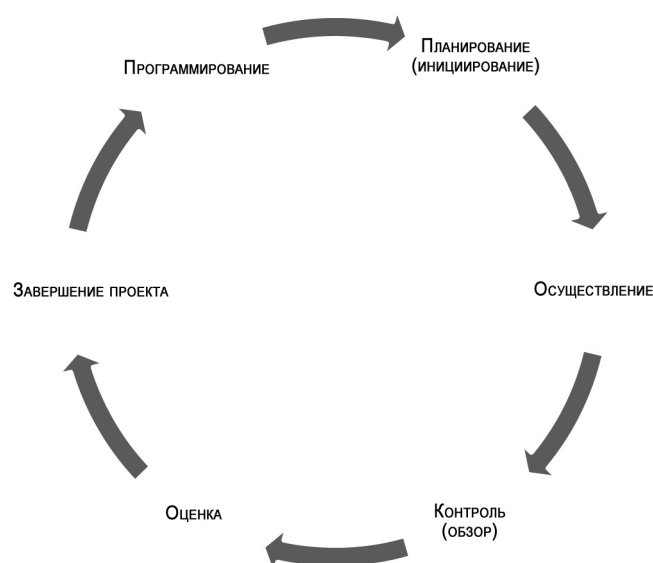 Программирование
Планирование
(инициирование)
Осуществление
Контроль
(обзор)
Оценка
Завершение проекта